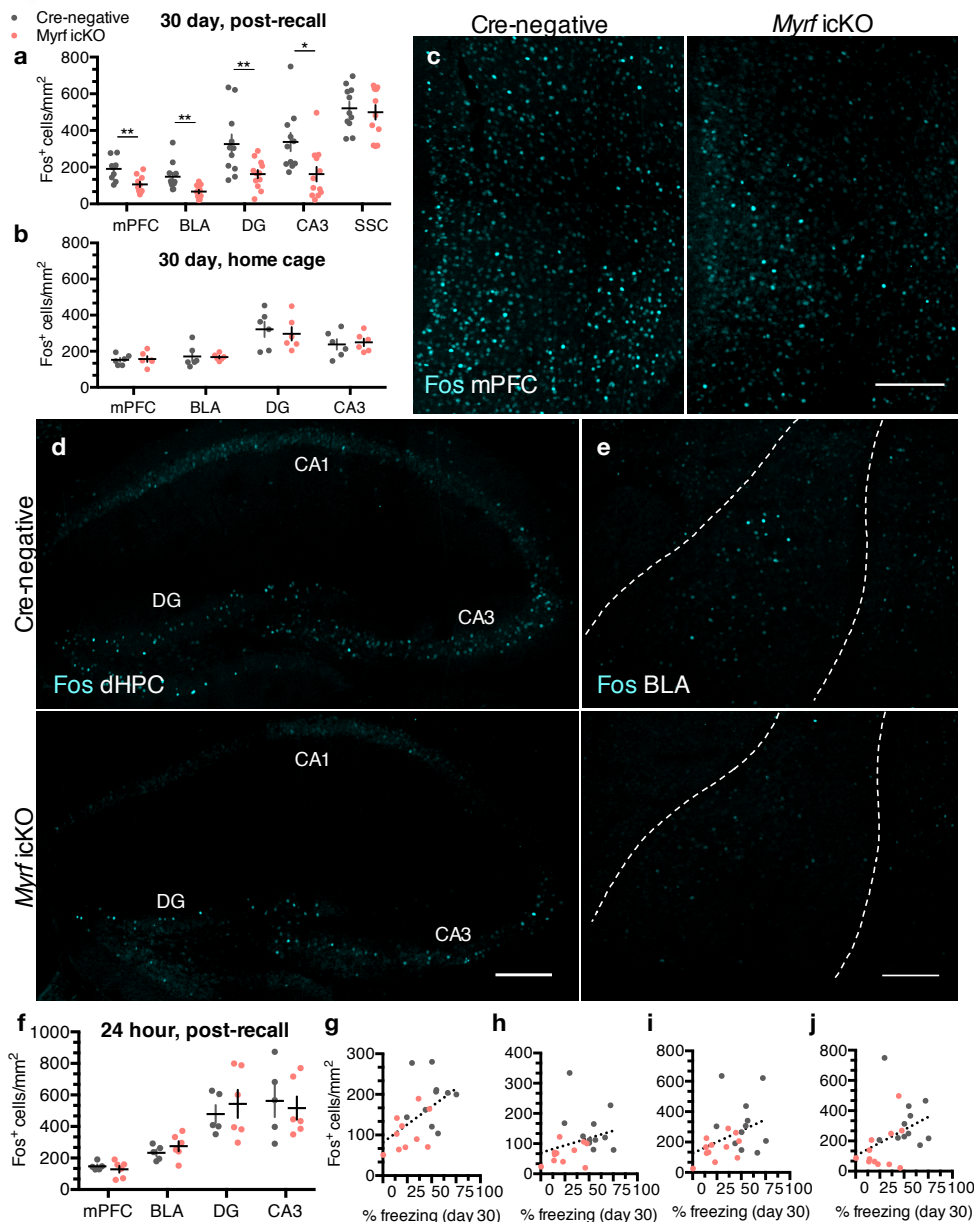 Cre-negative
Myrf icKO
a
30 day, post-recall
Fos+ cells/mm2
800
600
400
200
0
**
**
**
*
mPFC BLA DG CA3 SSC
b
30 day, home cage
Fos+ cells/mm2
800
600
400
200
0
mPFC BLA DG CA3
Cre-negative
Myrf icKO
c
Fos mPFC
Cre-negative
d
CA1
DG
CA3
Fos dHPC
e
Fos BLA
Myrf icKO
CA1
DG
CA3
f
24 hour, post-recall
Fos+ cells/mm2
1000
800
600
400
200
0
mPFC BLA DG CA3
g
Fos+ cells/mm2
300
200
100
0
0 25 50 75 100
% freezing (day 30)
h
400
300
200
100
0
0 25 50 75 100
% freezing (day 30)
i
800
600
400
200
0
0 25 50 75 100
% freezing (day 30)
j
800
600
400
200
0
0 25 50 75 100
% freezing (day 30)